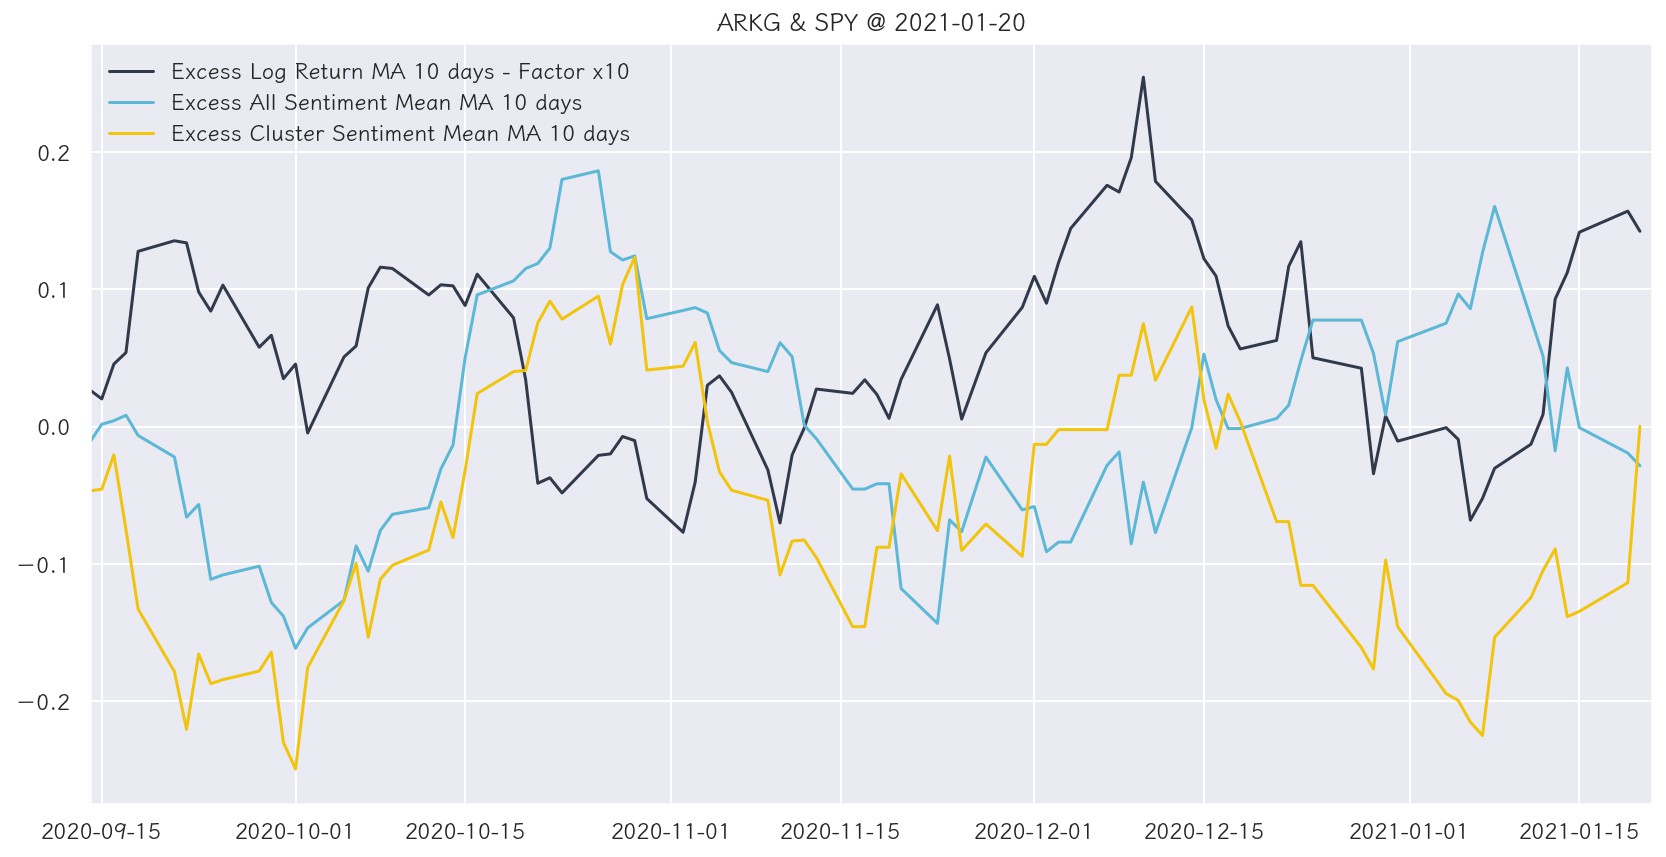 ARKG & SPY @ 2021-01-20
Excess Log Return MA 10 days - Factor x10
Excess All Sentiment Mean MA 10 days
Excess Cluster Sentiment Mean MA 10 days
0.2
0.1
0.0
−0.1
−0.2
2020-09-15 2020-10-01 2020-10-15 2020-11-01 2020-11-15 2020-12-01 2020-12-15 2021-01-01 2021-01-15